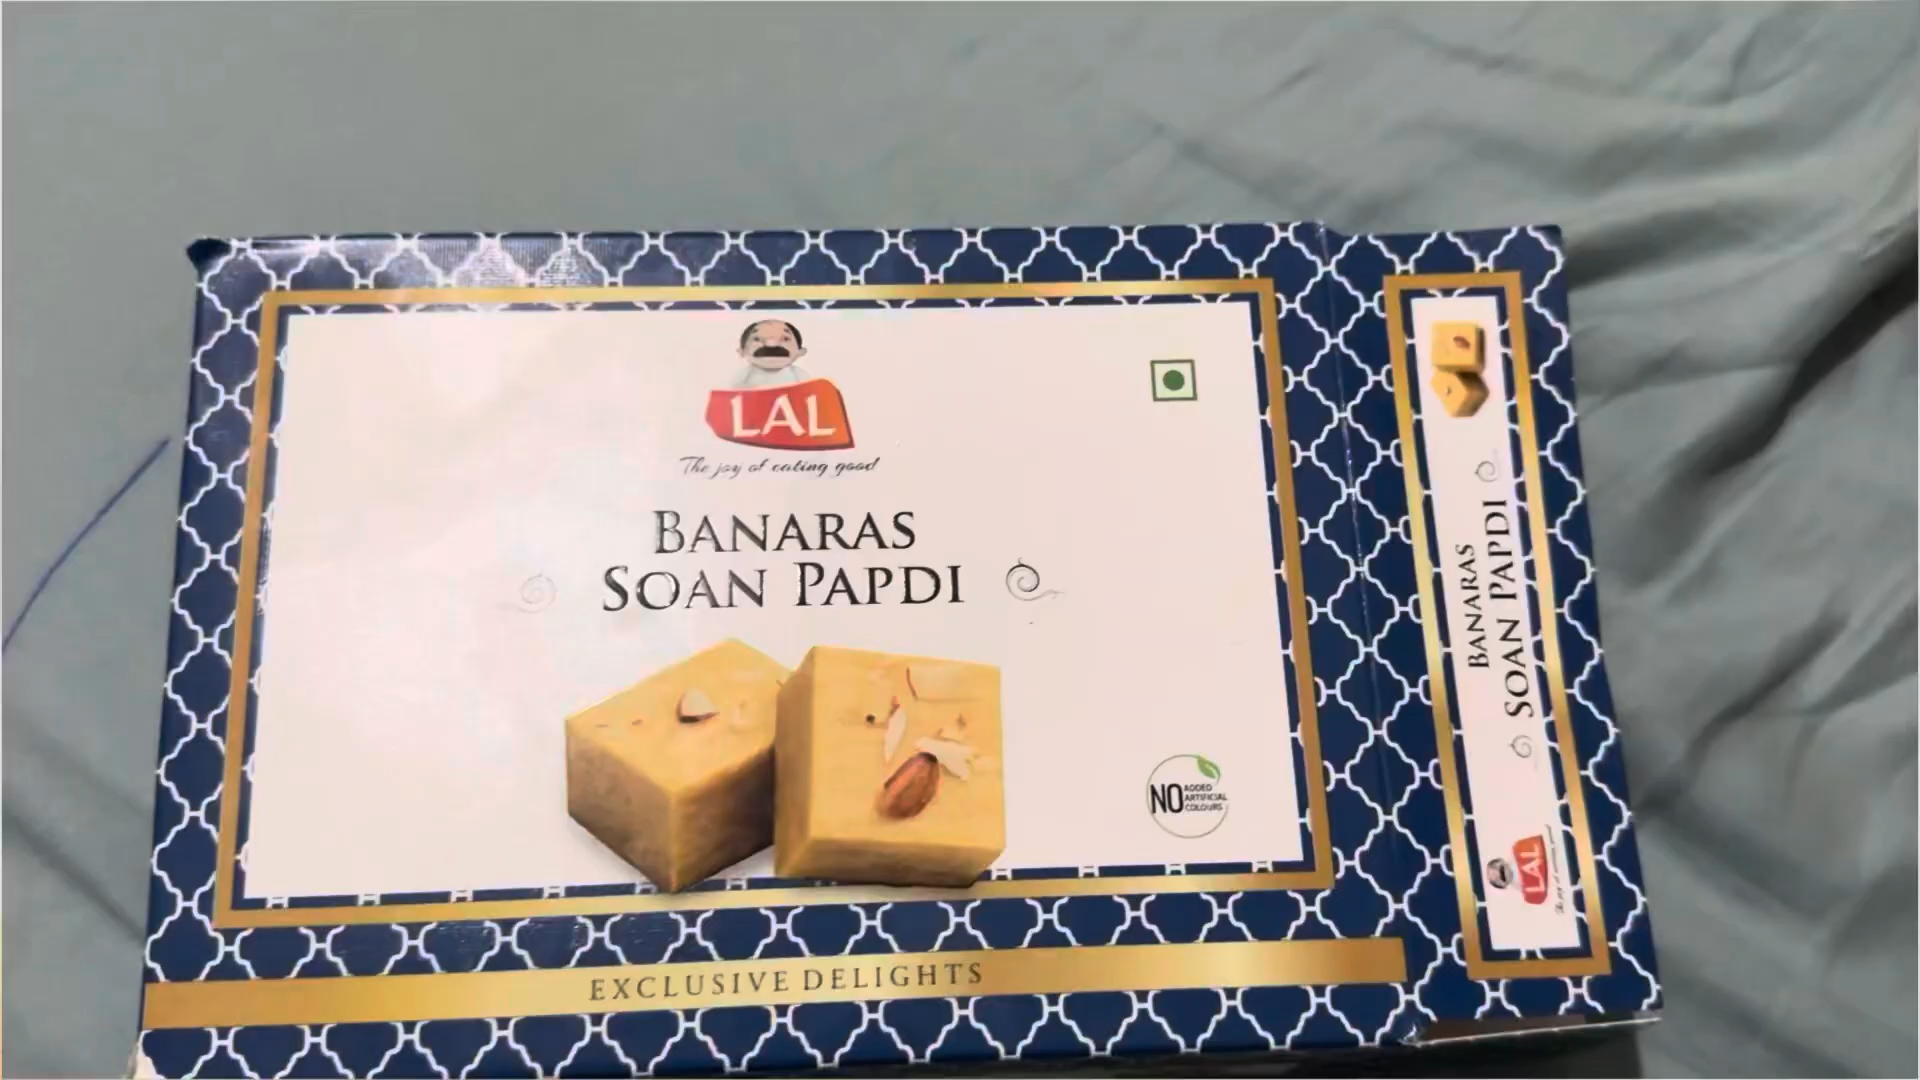 LAL
The joy of eating good
BANARAS
SOAN PAPDI
NO ADDED
ARTIFICIAL
COLOURS
EXCLUSIVE DELIGHTS
BANARAS
SOAN PAPDI
LAL